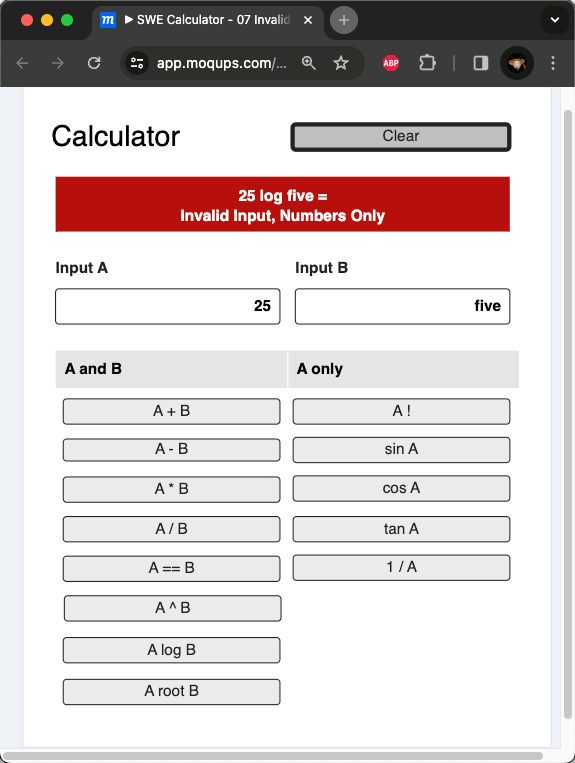 m ▶ SWE Calculator - 07 Invalid
app.moqups.com/...
ABP
Calculator
Clear
25 log five =
Invalid Input, Numbers Only
Input A
Input B
25
five
A and B
A only
A + B
A !
A - B
sin A
A * B
cos A
A / B
tan A
A == B
1 / A
A ^ B
A log B
A root B